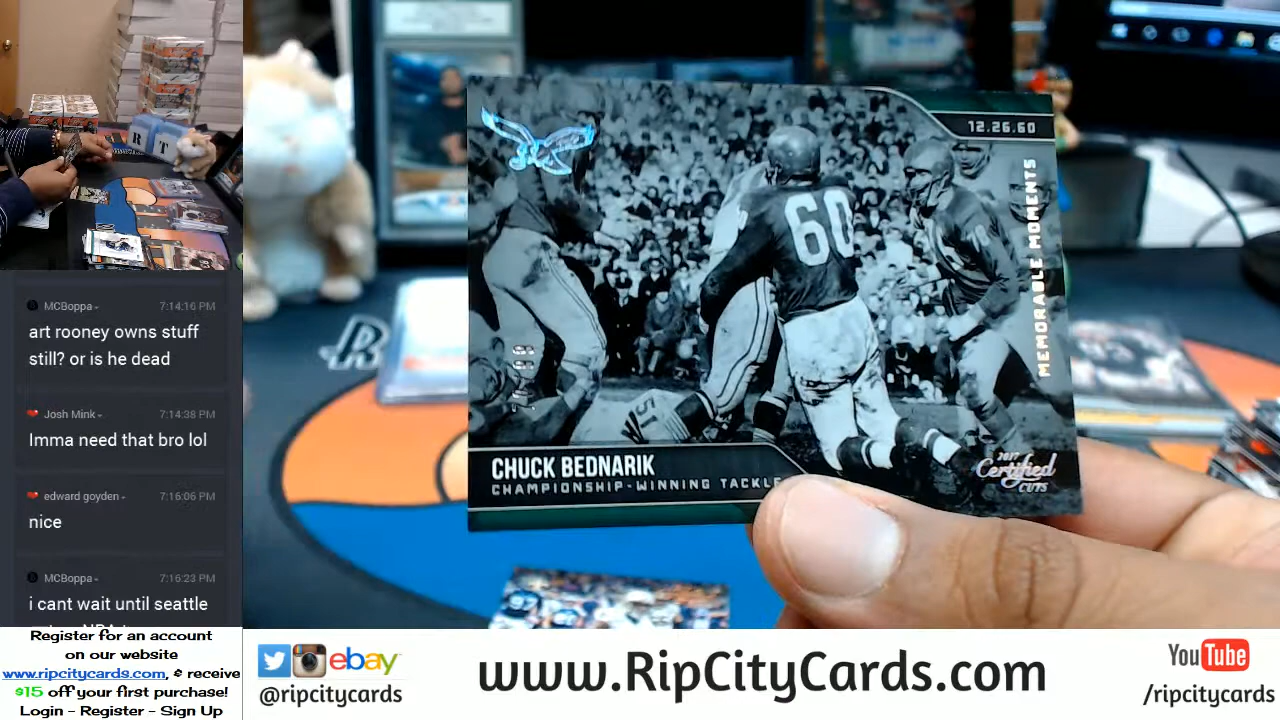 MCBoppa
7:14:16 PM
art rooney owns stuff
still? or is he dead
Josh Mink
7:14:38 PM
Imma need that bro lol
edward goyden
7:16:06 PM
nice
MCBoppa
7:16:23 PM
i cant wait until seattle
Register for an account
on our website
www.ripcitycards.com, & receive
$15 off your first purchase!
Login - Register - Sign Up
R T
12.26.60
MEMORABLE MOMENTS
60
51
CHUCK BEDNARIK
CHAMPIONSHIP-WINNING TACKLE
2017
Certified
CUTS
ebay
@ripcitycards
www.RipCityCards.com
YouTube
/ripcitycards